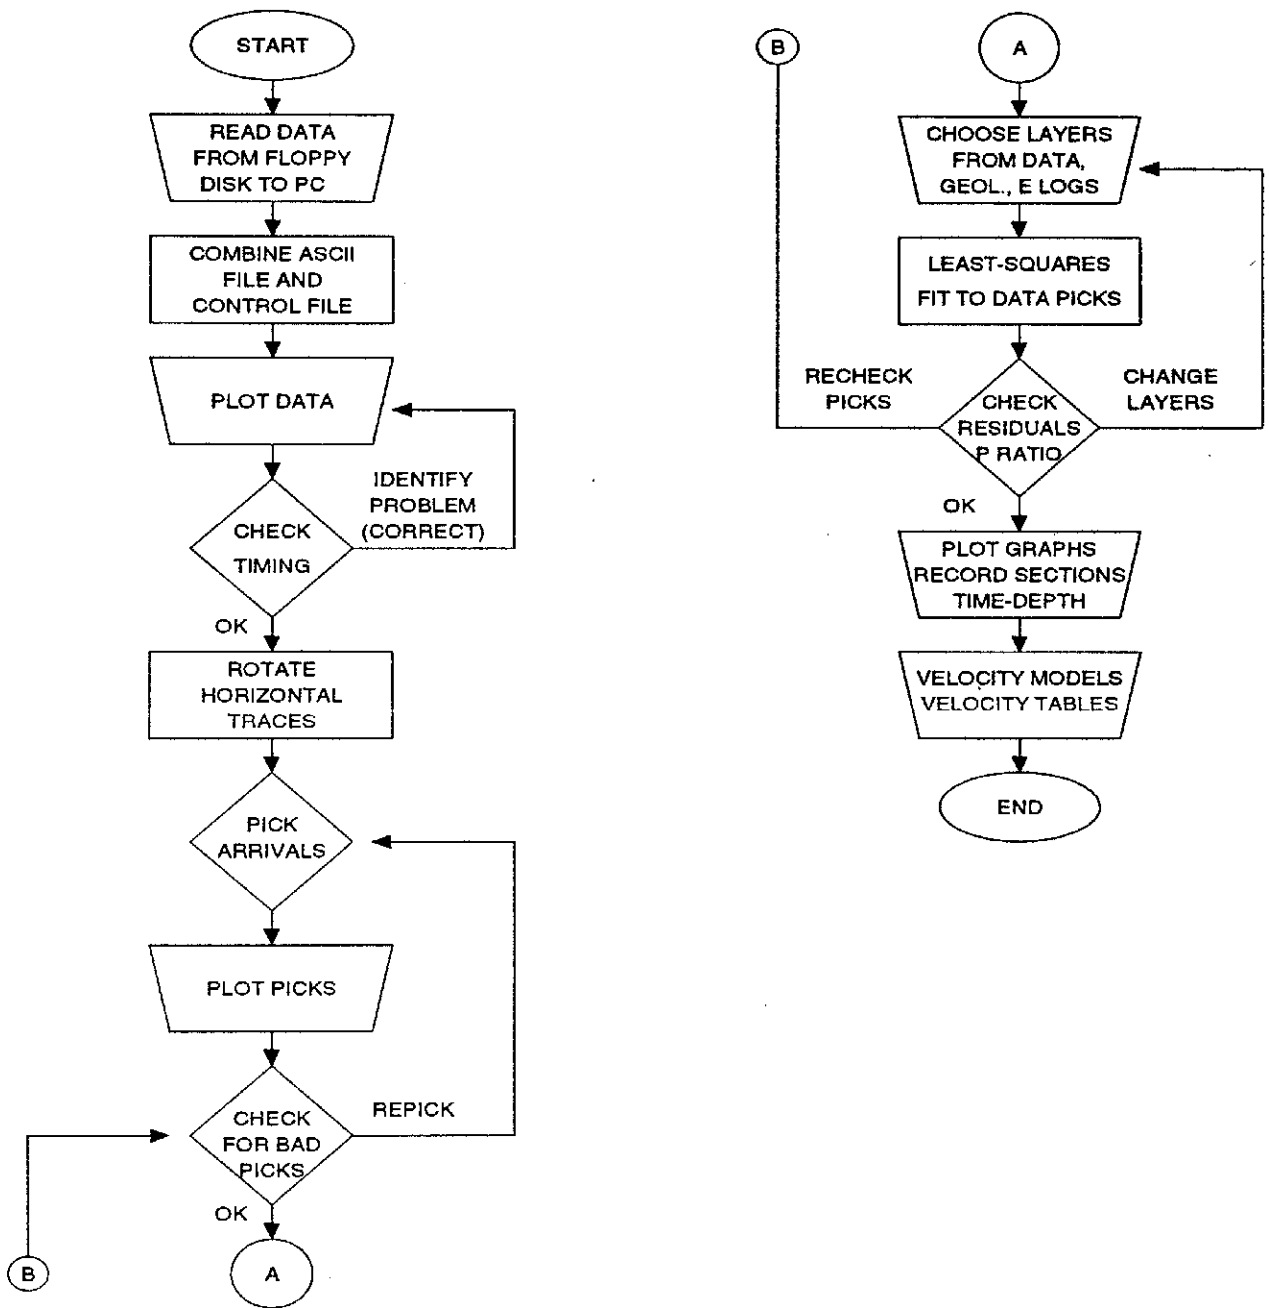 START
READ DATA
FROM FLOPPY
DISK TO PC
COMBINE ASCII
FILE AND
CONTROL FILE
PLOT DATA
IDENTIFY
PROBLEM
(CORRECT)
CHECK
TIMING
OK
ROTATE
HORIZONTAL
TRACES
PICK
ARRIVALS
PLOT PICKS
REPICK
CHECK
FOR BAD
PICKS
OK
B
A
B
A
CHOOSE LAYERS
FROM DATA,
GEOL., E LOGS
LEAST-SQUARES
FIT TO DATA PICKS
RECHECK
PICKS
CHANGE
LAYERS
CHECK
RESIDUALS
P RATIO
OK
PLOT GRAPHS
RECORD SECTIONS
TIME-DEPTH
VELOCITY MODELS
VELOCITY TABLES
END